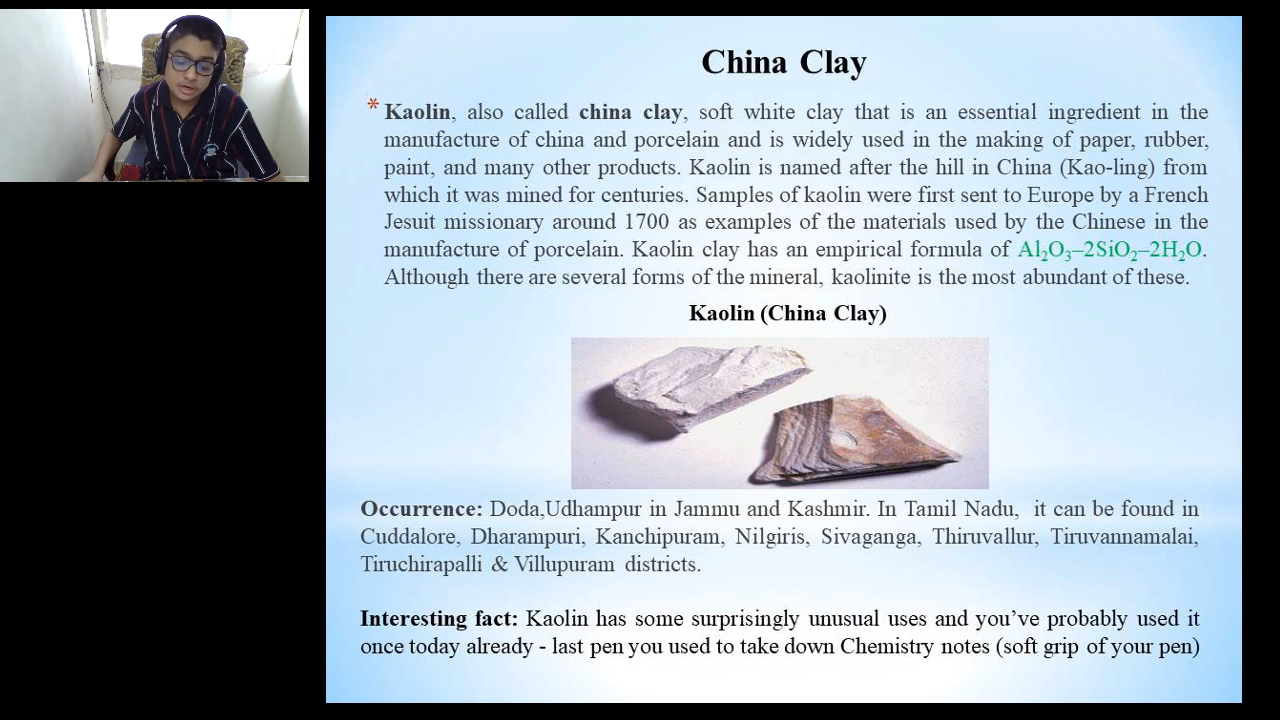 China Clay
* Kaolin, also called china clay, soft white clay that is an essential ingredient in the
manufacture of china and porcelain and is widely used in the making of paper, rubber,
paint, and many other products. Kaolin is named after the hill in China (Kao-ling) from
which it was mined for centuries. Samples of kaolin were first sent to Europe by a French
Jesuit missionary around 1700 as examples of the materials used by the Chinese in the
manufacture of porcelain. Kaolin clay has an empirical formula of Al₂O₃–2SiO₂–2H₂O.
Although there are several forms of the mineral, kaolinite is the most abundant of these.
Kaolin (China Clay)
Occurrence: Doda,Udhampur in Jammu and Kashmir. In Tamil Nadu, it can be found in
Cuddalore, Dharampuri, Kanchipuram, Nilgiris, Sivaganga, Thiruvallur, Tiruvannamalai,
Tiruchirapalli & Villupuram districts.
Interesting fact: Kaolin has some surprisingly unusual uses and you’ve probably used it
once today already - last pen you used to take down Chemistry notes (soft grip of your pen)